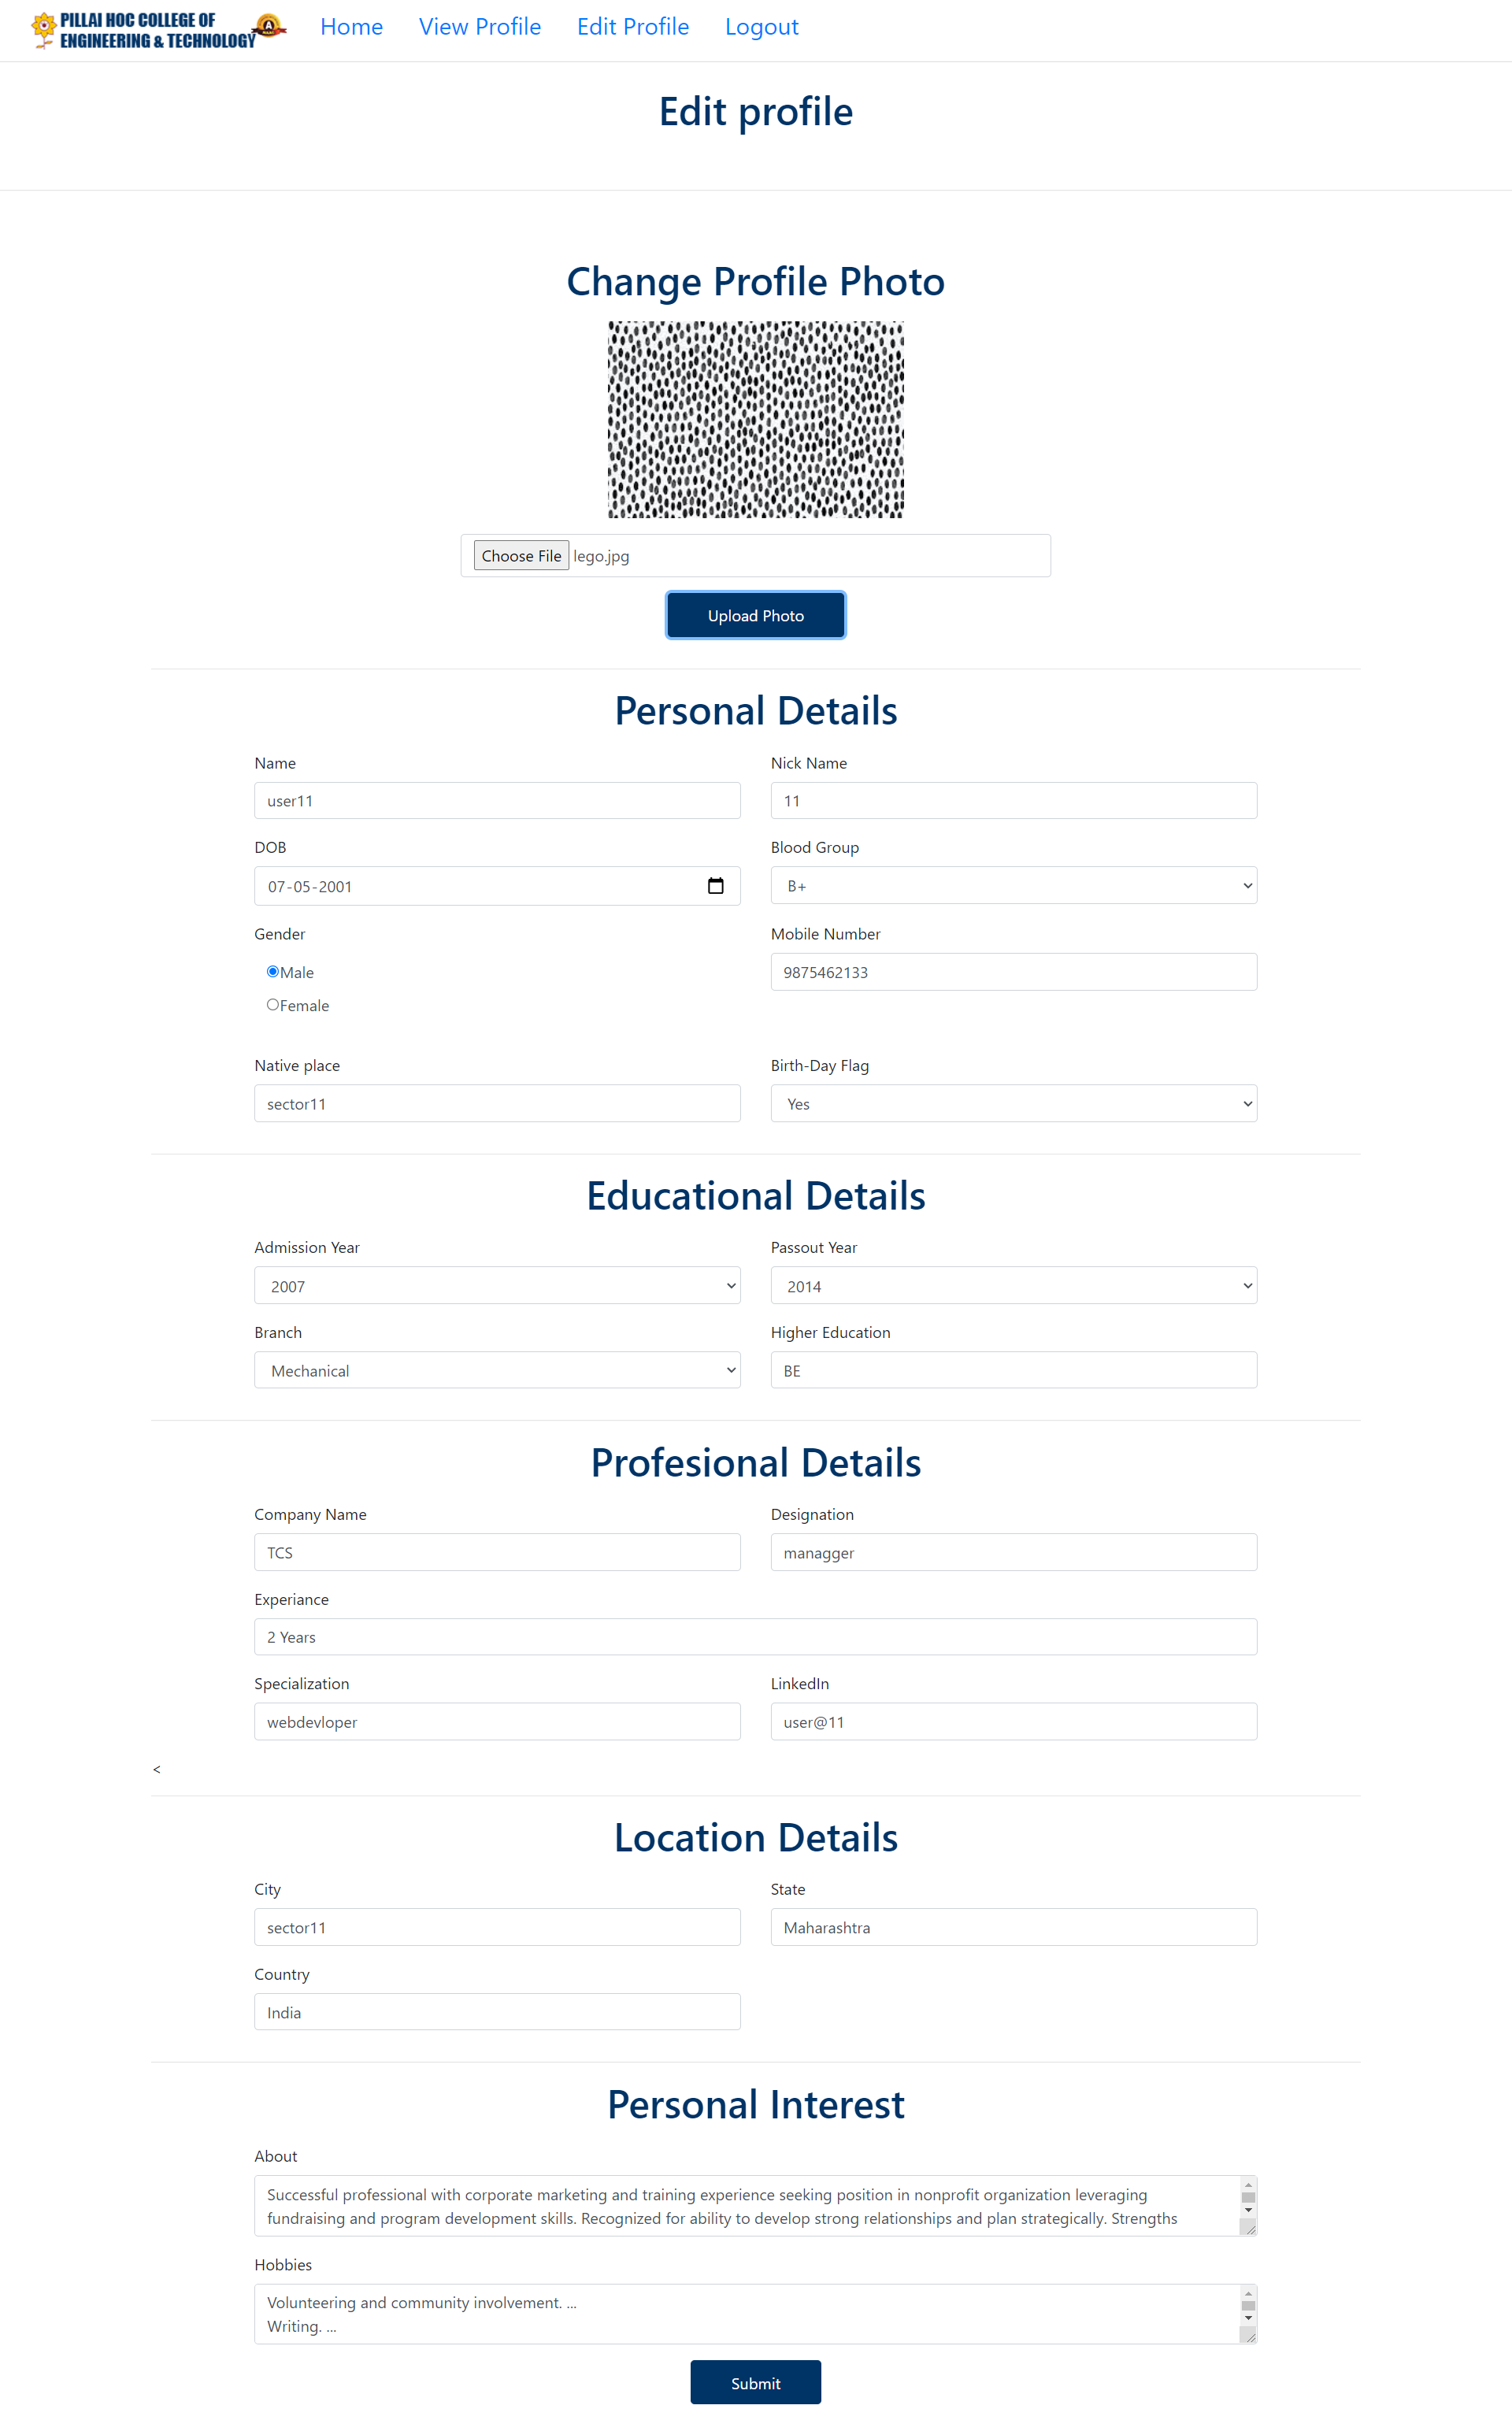 PILLAI HOC COLLEGE OF
ENGINEERING & TECHNOLOGY
A
Home View Profile Edit Profile Logout
Edit profile
Change Profile Photo
Choose File lego.jpg
Upload Photo
Personal Details
Name Nick Name
user11 11
DOB Blood Group
07-05-2001 B+
Gender Mobile Number
Male 9875462133
Female
Native place Birth-Day Flag
sector11 Yes
Educational Details
Admission Year Passout Year
2007 2014
Branch Higher Education
Mechanical BE
Profesional Details
Company Name Designation
TCS managger
Experiance
2 Years
Specialization LinkedIn
webdevloper user@11
<
Location Details
City State
sector11 Maharashtra
Country
India
Personal Interest
About
Successful professional with corporate marketing and training experience seeking position in nonprofit organization leveraging
fundraising and program development skills. Recognized for ability to develop strong relationships and plan strategically. Strengths
Hobbies
Volunteering and community involvement. ...
Writing. ...
Submit